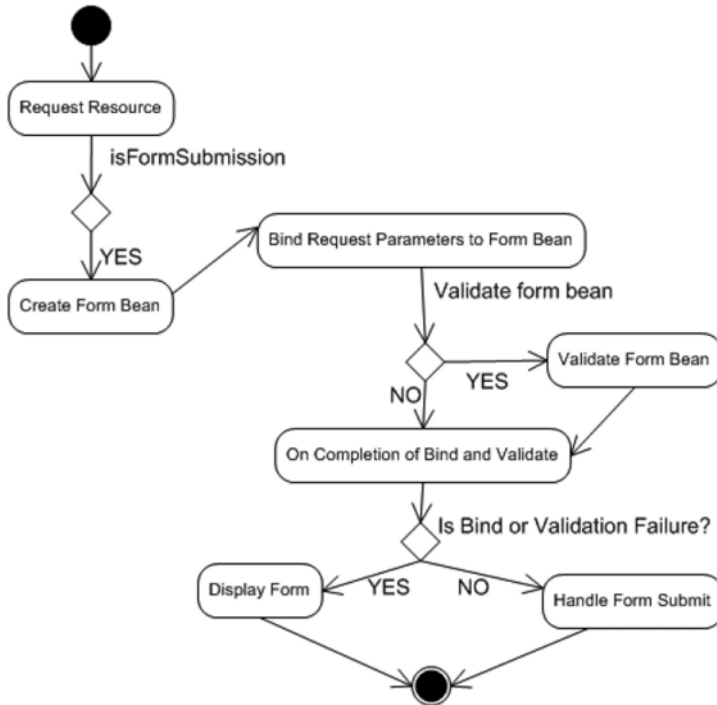 Request Resource
isFormSubmission
Bind Request Parameters to Form Bean
YES
Create Form Bean
Validate form bean
Validate Form Bean
YES
NO
On Completion of Bind and Validate
Is Bind or Validation Failure?
Display Form
YES
NO
Handle Form Submit